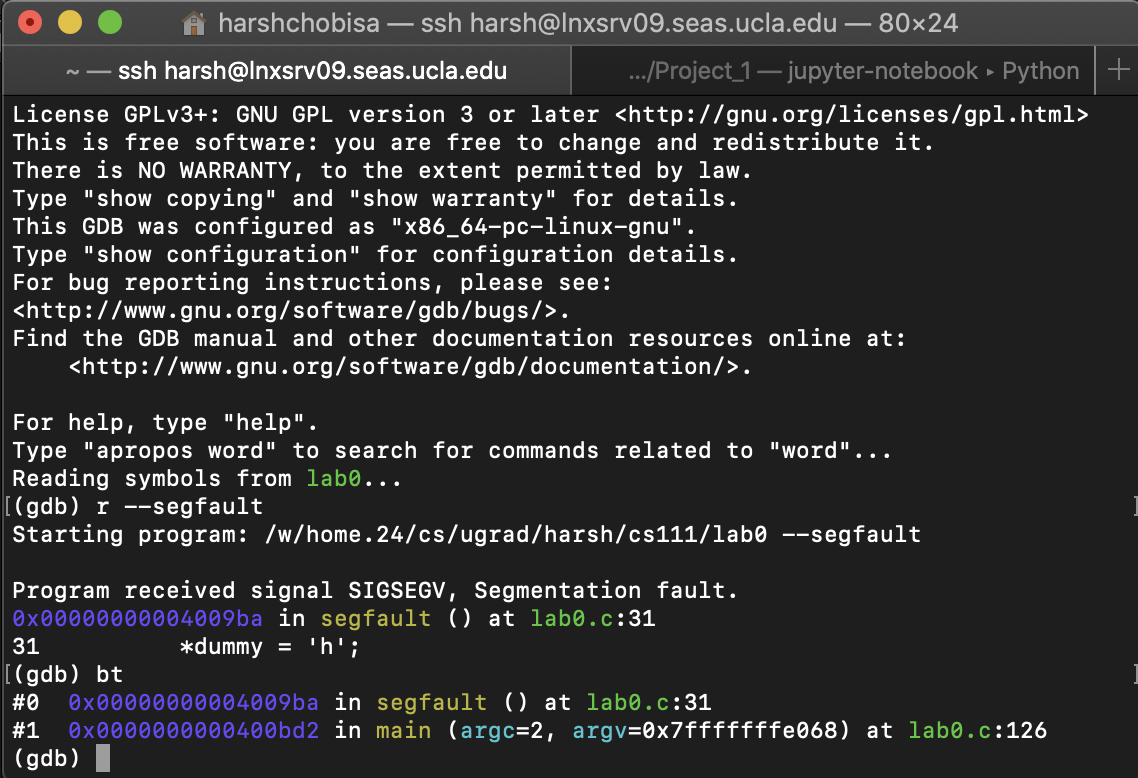 harshchobisa — ssh harsh@lnxsrv09.seas.ucla.edu — 80×24
~ — ssh harsh@lnxsrv09.seas.ucla.edu
.../Project_1 — jupyter-notebook ▸ Python
+
License GPLv3+: GNU GPL version 3 or later <http://gnu.org/licenses/gpl.html>
This is free software: you are free to change and redistribute it.
There is NO WARRANTY, to the extent permitted by law.
Type "show copying" and "show warranty" for details.
This GDB was configured as "x86_64-pc-linux-gnu".
Type "show configuration" for configuration details.
For bug reporting instructions, please see:
<http://www.gnu.org/software/gdb/bugs/>.
Find the GDB manual and other documentation resources online at:
    <http://www.gnu.org/software/gdb/documentation/>.

For help, type "help".
Type "apropos word" to search for commands related to "word"...
Reading symbols from lab0...
[(gdb) r --segfault ]
Starting program: /w/home.24/cs/ugrad/harsh/cs111/lab0 --segfault

Program received signal SIGSEGV, Segmentation fault.
0x00000000004009ba in segfault () at lab0.c:31
31          *dummy = 'h';
[(gdb) bt ]
#0  0x00000000004009ba in segfault () at lab0.c:31
#1  0x0000000000400bd2 in main (argc=2, argv=0x7fffffffe068) at lab0.c:126
(gdb)